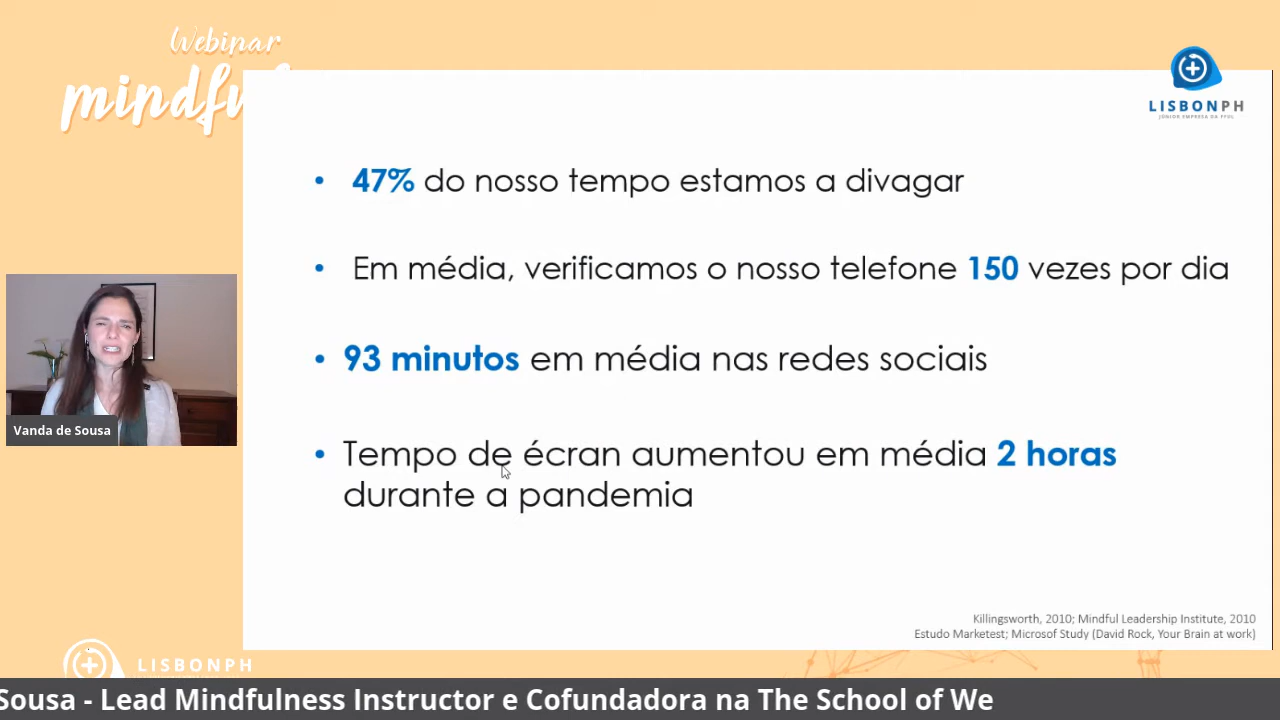 Webinar
mindfu
LISBONPH
JÚNIOR EMPRESA DA FFUL
• 47% do nosso tempo estamos a divagar
• Em média, verificamos o nosso telefone 150 vezes por dia
• 93 minutos em média nas redes sociais
• Tempo de écran aumentou em média 2 horas
durante a pandemia
Vanda de Sousa
Killingsworth, 2010; Mindful Leadership Institute, 2010
Estudo Marketest; Microsof Study (David Rock, Your Brain at work)
LISBONPH
Sousa - Lead Mindfulness Instructor e Cofundadora na The School of We